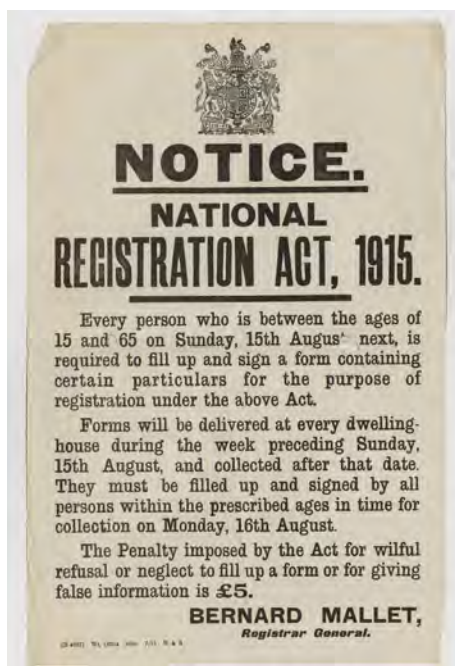 NOTICE.
NATIONAL
REGISTRATION ACT, 1915.
Every person who is between the ages of
15 and 65 on Sunday, 15th Augus' next, is
required to fill up and sign a form containing
certain particulars for the purpose of
registration under the above Act.
Forms will be delivered at every dwelling-
house during the week preceding Sunday,
15th August, and collected after that date.
They must be filled up and signed by all
persons within the prescribed ages in time for
collection on Monday, 16th August.
The Penalty imposed by the Act for wilful
refusal or neglect to fill up a form or for giving
false information is £5.
BERNARD MALLET,
Registrar General.